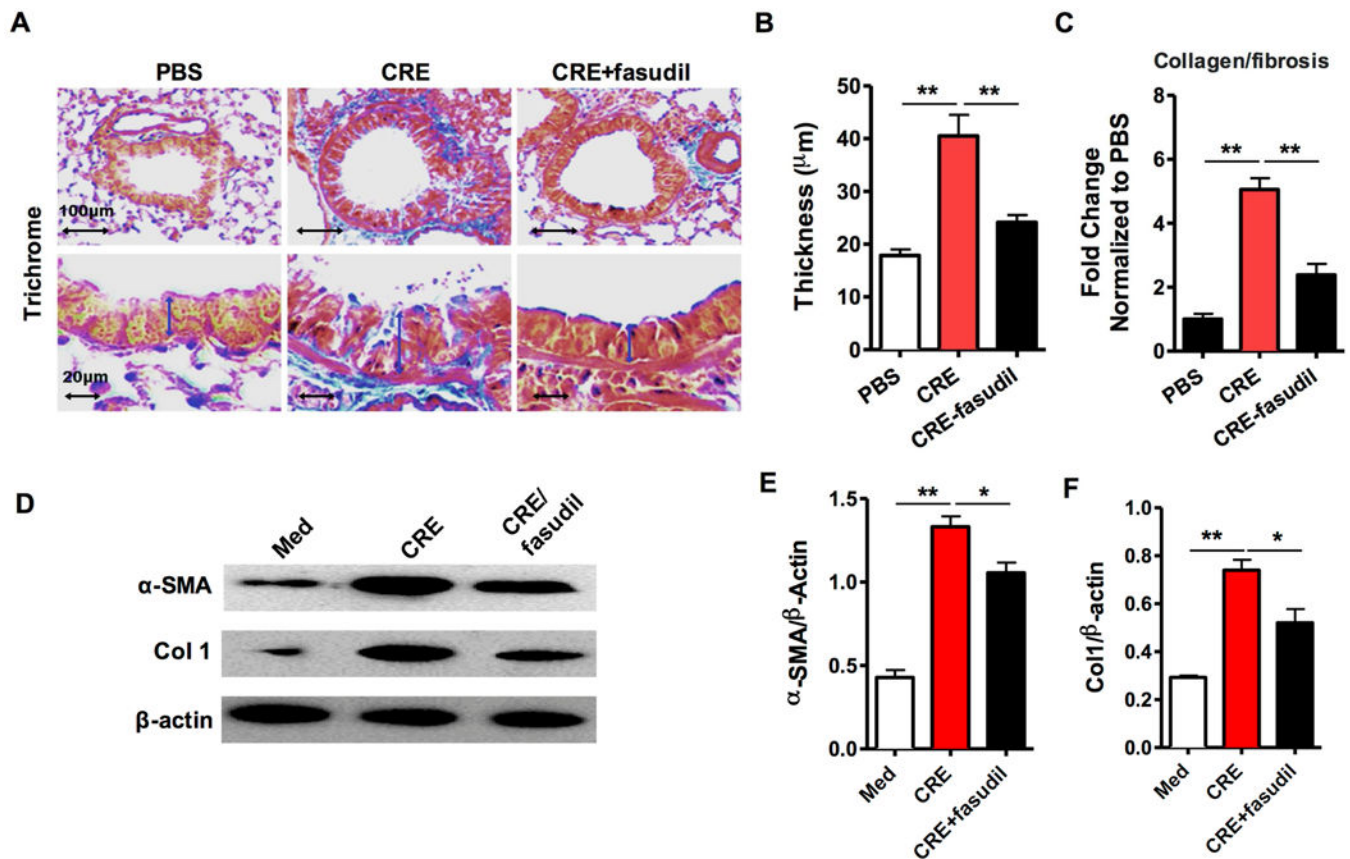 A
PBS
CRE
CRE+fasudil
Trichrome
100μm
20μm
B
Thickness (μm)
50
40
30
20
10
0
**
**
PBS
CRE
CRE-fasudil
C
Collagen/fibrosis
Fold Change
Normalized to PBS
8
6
4
2
0
**
**
PBS
CRE
CRE-fasudil
D
Med
CRE
CRE/
fasudil
α-SMA
Col 1
β-actin
E
α-SMA/β-Actin
1.5
1.0
0.5
0.0
**
*
Med
CRE
CRE+fasudil
F
Col1/β-actin
1.0
0.8
0.6
0.4
0.2
0.0
**
*
Med
CRE
CRE+fasudil